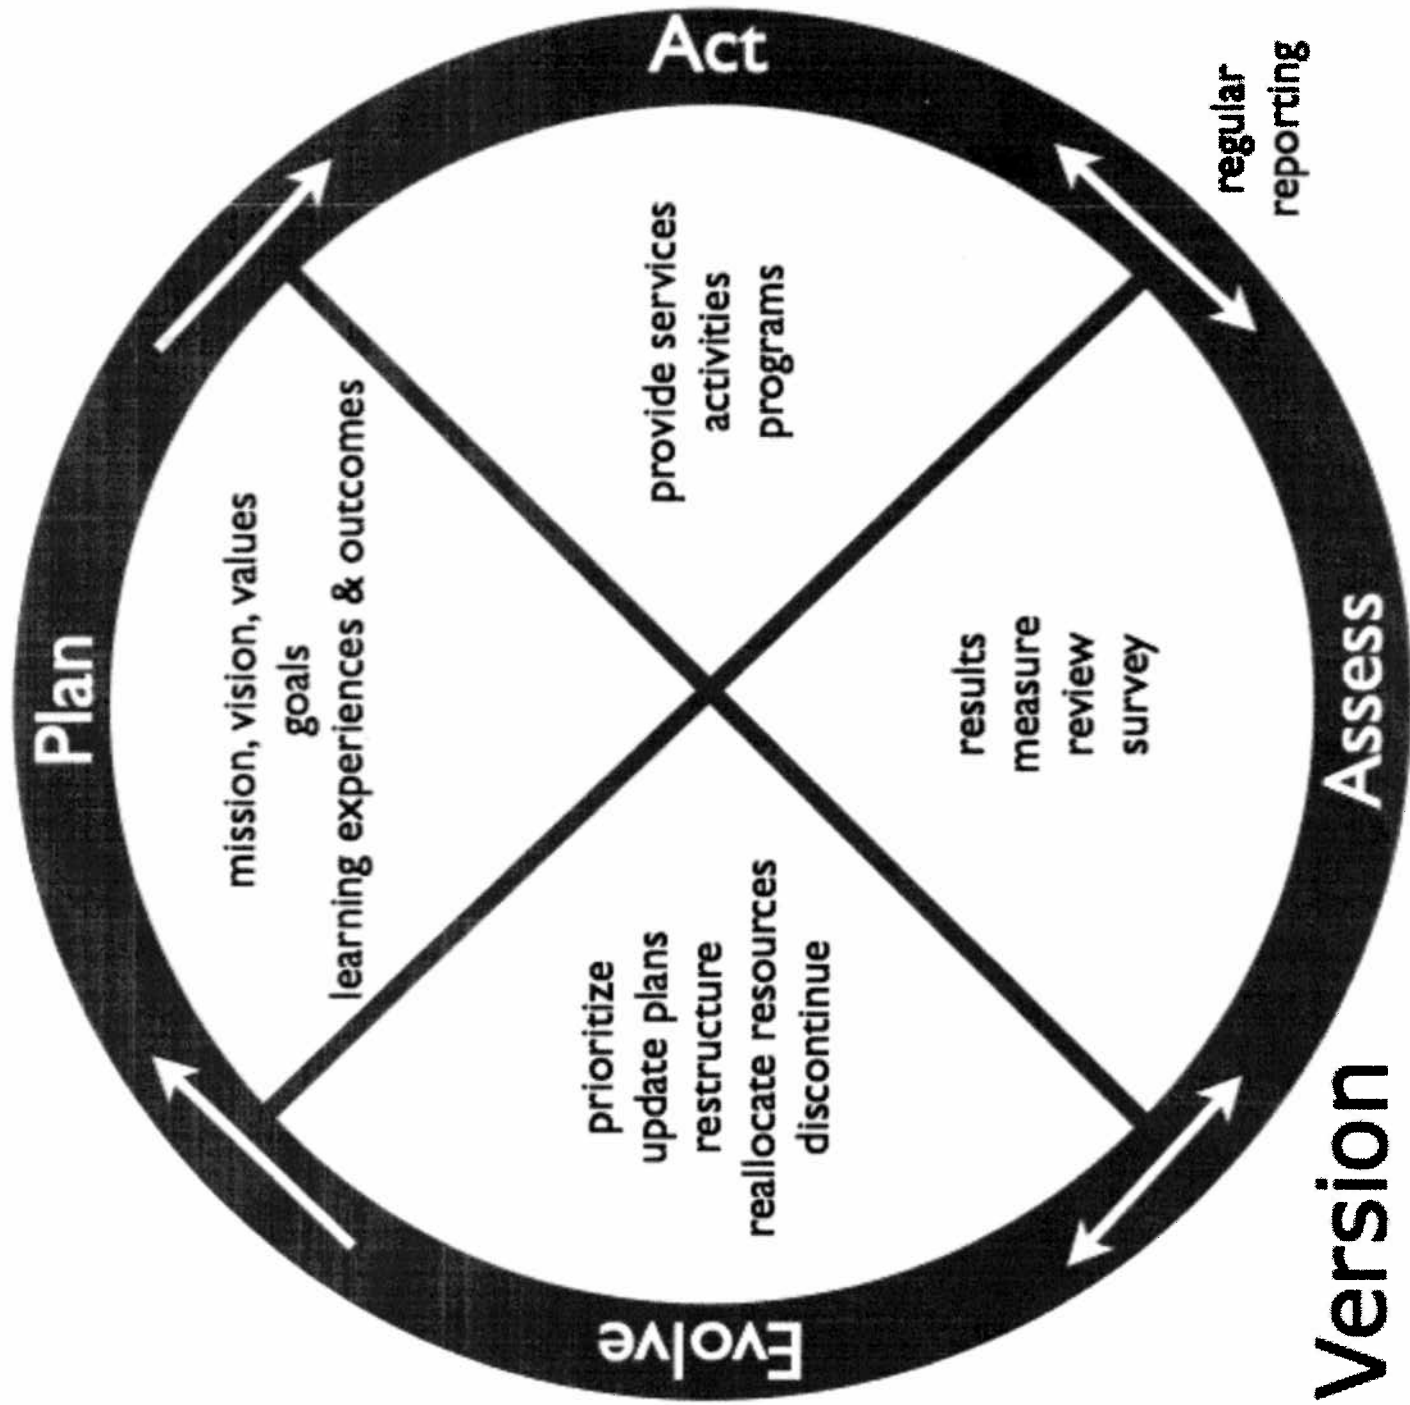 Plan
mission, vision, values
goals
learning experiences & outcomes
Act
provide services
activities
programs
regular
reporting
Assess
results
measure
review
survey
Evolve
prioritize
update plans
restructure
reallocate resources
discontinue
Version